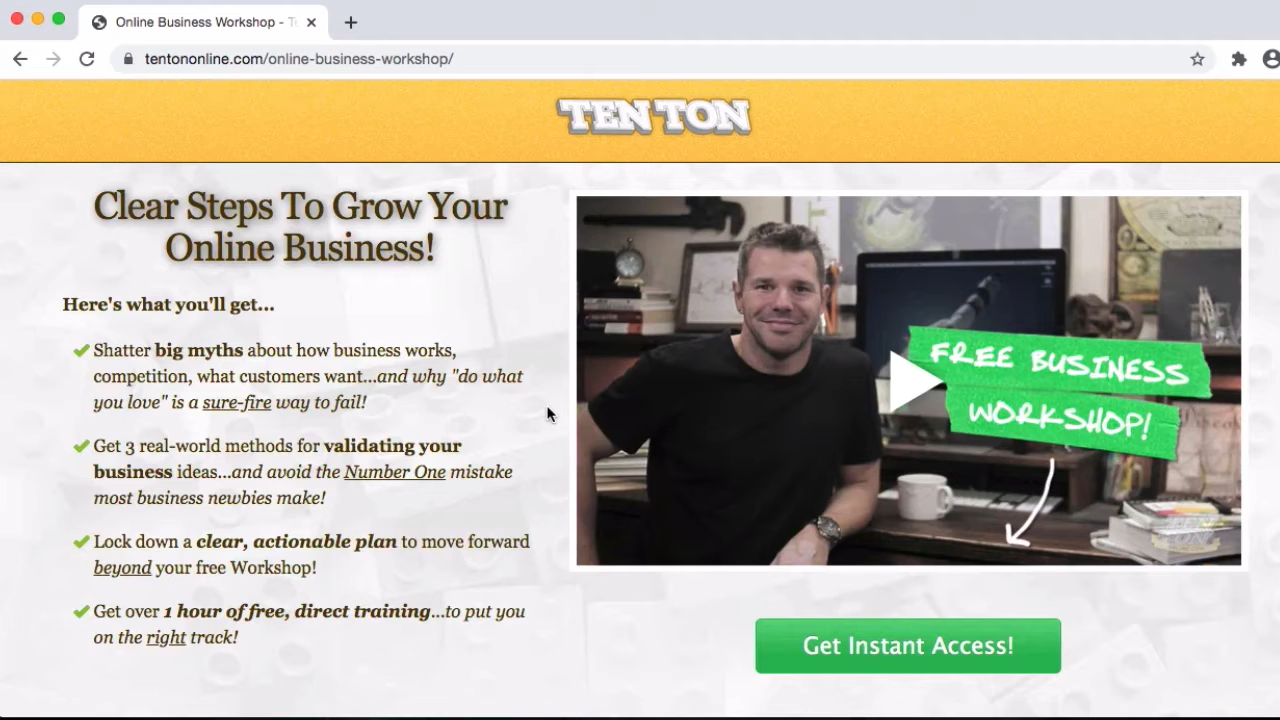 Online Business Workshop - Te
tentononline.com/online-business-workshop/
TEN TON
Clear Steps To Grow Your
Online Business!
Here's what you'll get...
Shatter big myths about how business works,
competition, what customers want...and why "do what
you love" is a sure-fire way to fail!
Get 3 real-world methods for validating your
business ideas...and avoid the Number One mistake
most business newbies make!
Lock down a clear, actionable plan to move forward
beyond your free Workshop!
Get over 1 hour of free, direct training...to put you
on the right track!
FREE BUSINESS
WORKSHOP!
Get Instant Access!